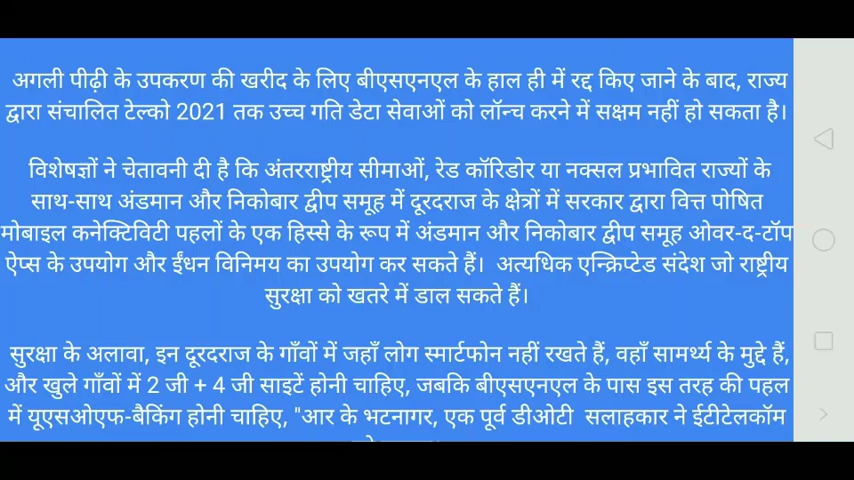 अगली पीढ़ी के उपकरण की खरीद के लिए बीएसएनएल के हाल ही में रद्द किए जाने के बाद, राज्य
द्वारा संचालित टेल्को 2021 तक उच्च गति डेटा सेवाओं को लॉन्च करने में सक्षम नहीं हो सकता है।
विशेषज्ञों ने चेतावनी दी है कि अंतरराष्ट्रीय सीमाओं, रेड कॉरिडोर या नक्सल प्रभावित राज्यों के
साथ-साथ अंडमान और निकोबार द्वीप समूह में दूरदराज के क्षेत्रों में सरकार द्वारा वित्त पोषित
मोबाइल कनेक्टिविटी पहलों के एक हिस्से के रूप में अंडमान और निकोबार द्वीप समूह ओवर-द-टॉप
ऐप्स के उपयोग और ईंधन विनिमय का उपयोग कर सकते हैं। अत्यधिक एन्क्रिप्टेड संदेश जो राष्ट्रीय
सुरक्षा को खतरे में डाल सकते हैं।
सुरक्षा के अलावा, इन दूरदराज के गाँवों में जहाँ लोग स्मार्टफोन नहीं रखते हैं, वहाँ सामर्थ्य के मुद्दे हैं,
और खुले गाँवों में 2 जी + 4 जी साइटें होनी चाहिए, जबकि बीएसएनएल के पास इस तरह की पहल
में यूएसओएफ-बैकिंग होनी चाहिए, "आर के भटनागर, एक पूर्व डीओटी सलाहकार ने ईटीटेलकॉम